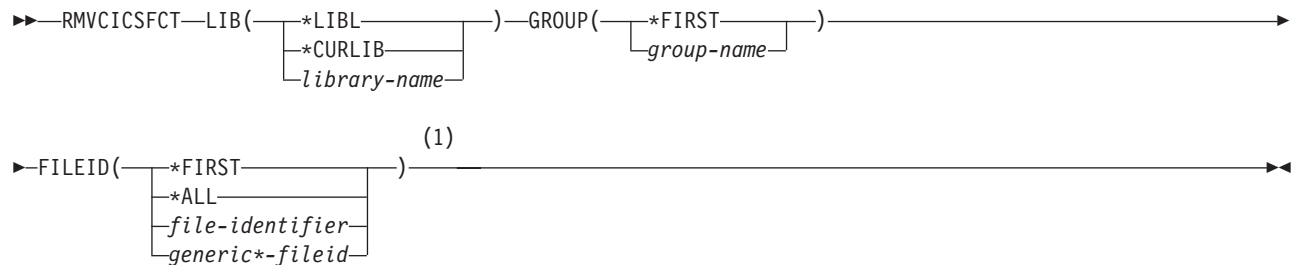 RMVCICSFCT LIB( *LIBL ) GROUP( *FIRST )
*CURLIB group-name
library-name
(1)
FILEID( *FIRST )
*ALL
file-identifier
generic*-fileid